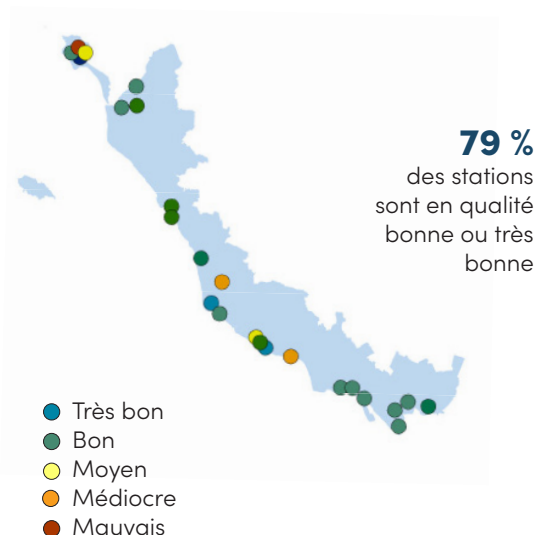 79 %
des stations
sont en qualité
bonne ou très
bonne
Très bon
Bon
Moyen
Médiocre
Mauvais